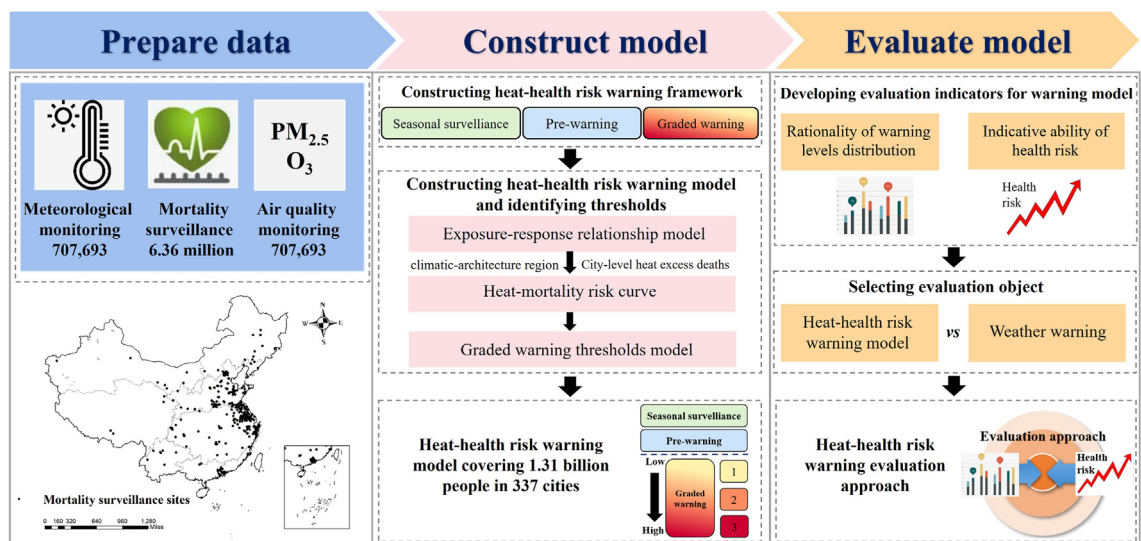 Prepare data
Construct model
Evaluate model
PM2.5
O3
Meteorological
monitoring
707,693
Mortality
surveillance
6.36 million
Air quality
monitoring
707,693
N
W
E
S
Mortality surveillance sites
0 160 320 640 960 1,280
Miles
Constructing heat-health risk warning framework
Seasonal survelliance
Pre-warning
Graded warning
Constructing heat-health risk warning model
and identifying thresholds
Exposure-response relationship model
climatic-architecture region
City-level heat excess deaths
Heat-mortality risk curve
Graded warning thresholds model
Heat-health risk warning
model covering 1.31 billion
people in 337 cities
Seasonal surveillance
Pre-warning
Low
High
Graded
warning
1
2
3
Developing evaluation indicators for warning model
Rationality of warning
levels distribution
Indicative ability of
health risk
Health
risk
Selecting evaluation object
Heat-health risk
warning model
vs
Weather warning
Heat-health risk
warning evaluation
approach
Evaluation approach
Health
risk